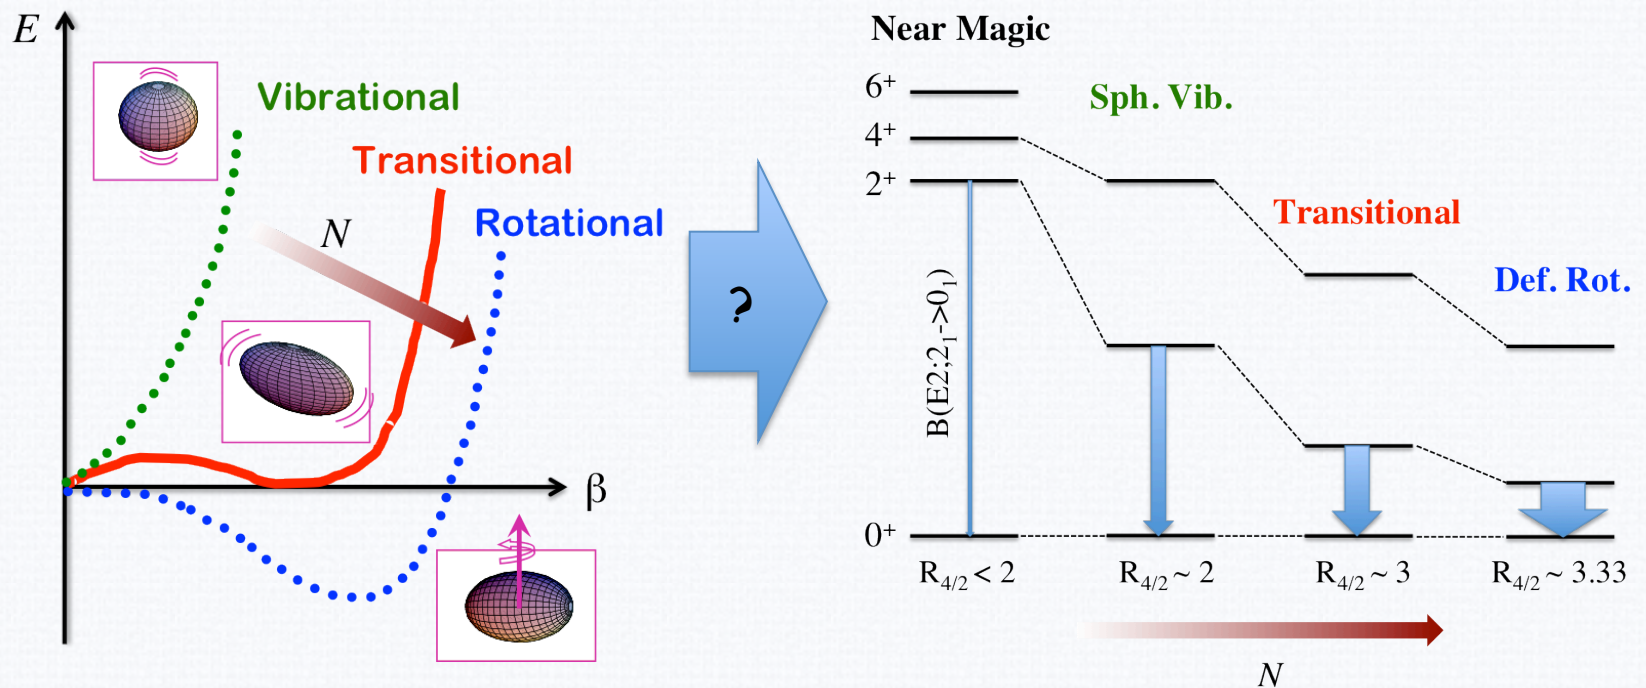 E
Vibrational
Transitional
Rotational
N
β
?
Near Magic
6⁺
4⁺
2⁺
0⁺
Sph. Vib.
Transitional
Def. Rot.
B(E2;2₁->0₁)
R₄/₂ < 2
R₄/₂ ~ 2
R₄/₂ ~ 3
R₄/₂ ~ 3.33
N